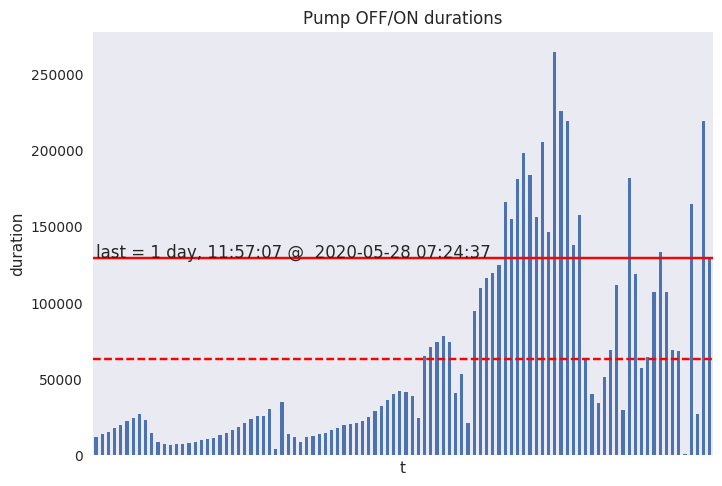 Pump OFF/ON durations
250000
200000
150000
last = 1 day, 11:57:07 @  2020-05-28 07:24:37
100000
50000
0
duration
t